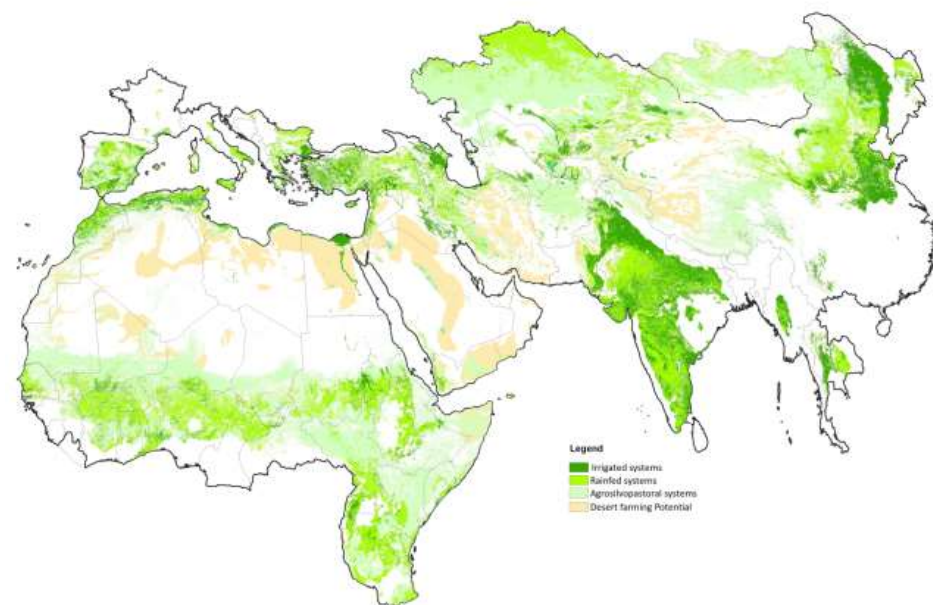 Legend
Irrigated systems
Rainfed systems
Agrosilvopastoral systems
Desert farming Potential